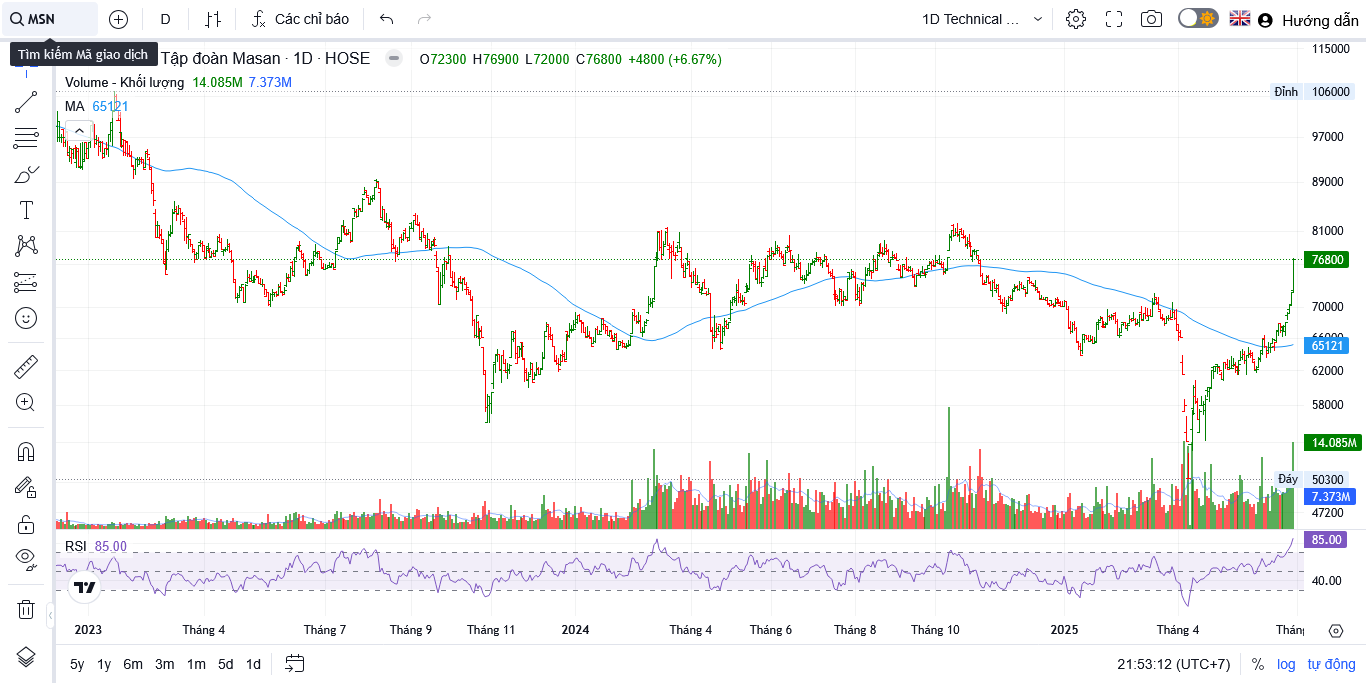 MSN
D
Các chỉ báo
1D Technical ...
Hướng dẫn
Tìm kiếm Mã giao dịch
Tập đoàn Masan · 1D · HOSE
O72300 H76900 L72000 C76800 +4800 (+6.67%)
Volume - Khối lượng 14.085M 7.373M
MA 65121
115000
Đỉnh 106000
97000
89000
81000
76800
70000
66000
65121
62000
58000
14.085M
Đáy 50300
7.373M
47200
RSI 85.00
85.00
40.00
2023 Tháng 4 Tháng 7 Tháng 9 Tháng 11 2024 Tháng 4 Tháng 6 Tháng 8 Tháng 10 2025 Tháng 4 Thán
5y 1y 6m 3m 1m 5d 1d
21:53:12 (UTC+7) % log tự động